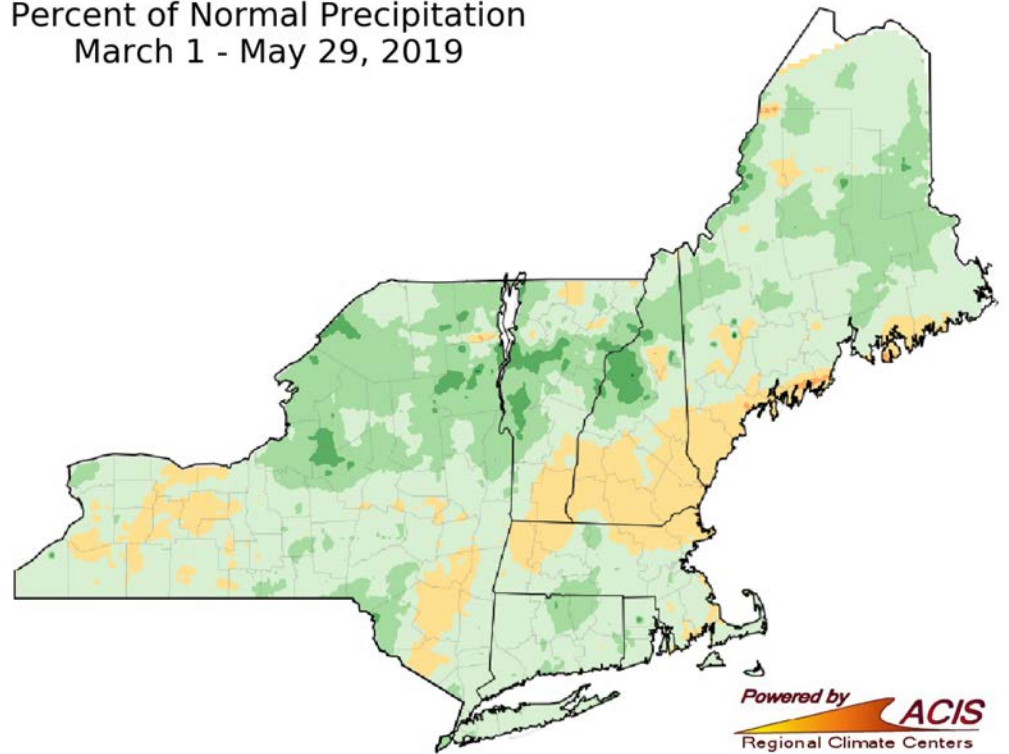 Percent of Normal Precipitation
March 1 - May 29, 2019
Powered by
ACIS
Regional Climate Centers